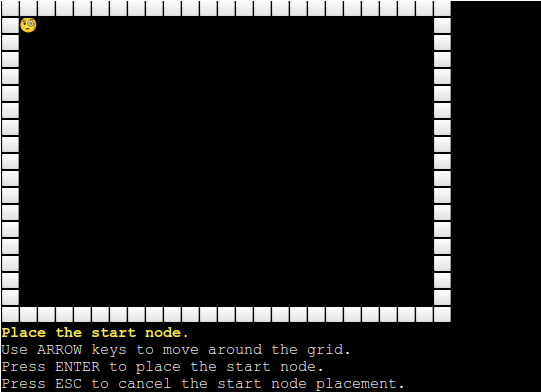 Place the start node.
Use ARROW keys to move around the grid.
Press ENTER to place the start node.
Press ESC to cancel the start node placement.